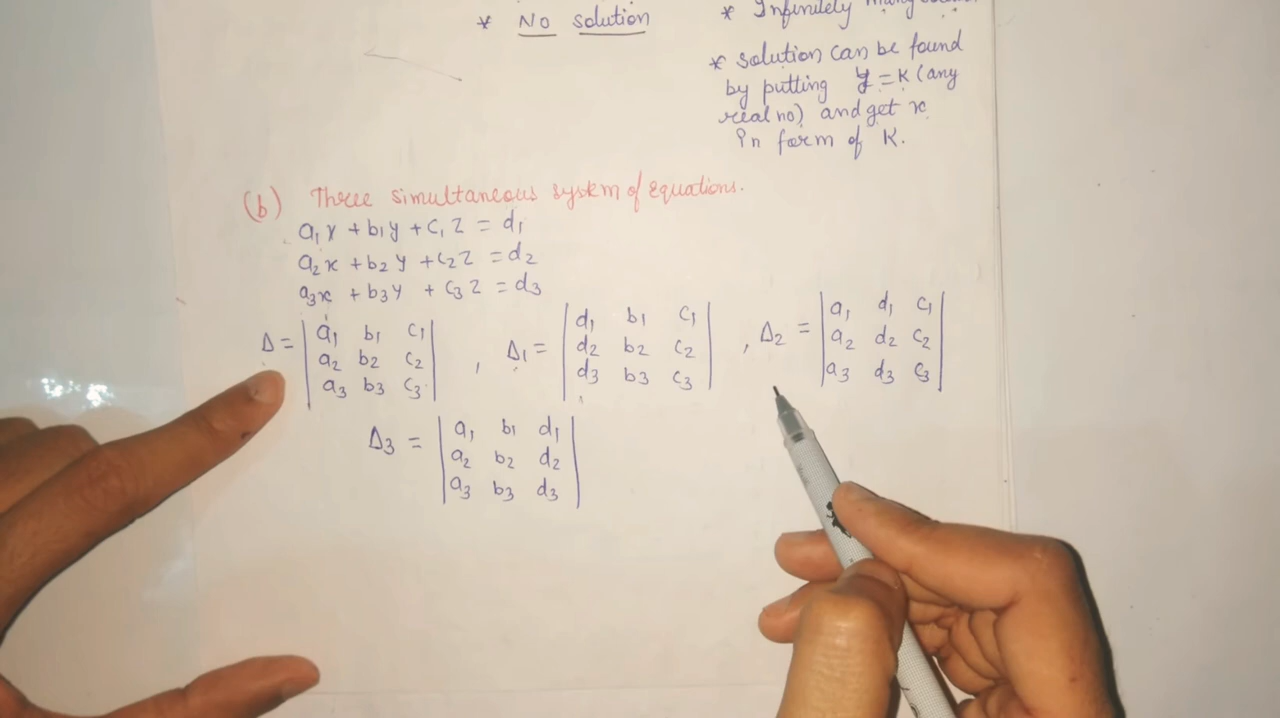 * No solution
* Infinitely
* solution can be found
by putting y = K (any
real no) and get x
in form of K.
(b) Three simultaneous system of equations.
a₁x + b₁y + c₁z = d₁
a₂x + b₂y + c₂z = d₂
a₃x + b₃y + c₃z = d₃
Δ = | a₁ b₁ c₁ | , Δ₁ = | d₁ b₁ c₁ | , Δ₂ = | a₁ d₁ c₁ |
| a₂ b₂ c₂ | | d₂ b₂ c₂ | | a₂ d₂ c₂ |
| a₃ b₃ c₃ | | d₃ b₃ c₃ | | a₃ d₃ c₃ |
Δ₃ = | a₁ b₁ d₁ |
| a₂ b₂ d₂ |
| a₃ b₃ d₃ |